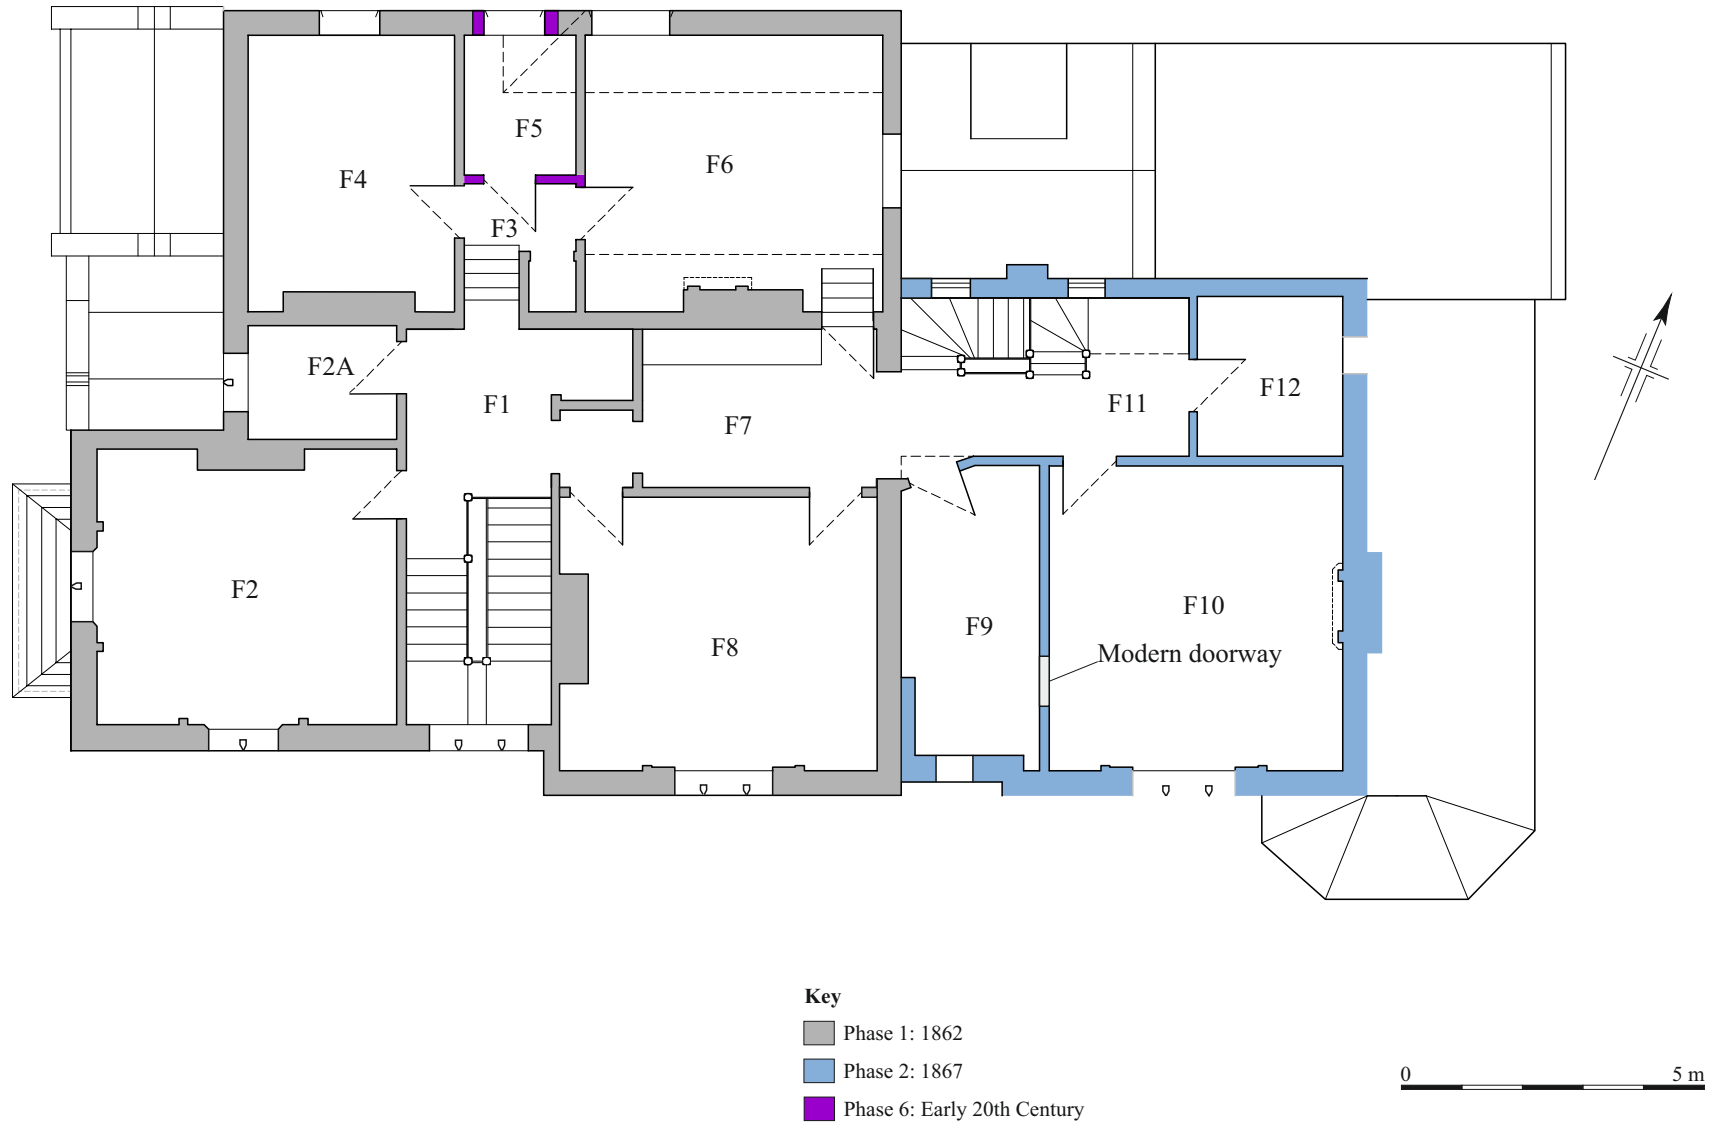 F5
F6
F4
F3
F2A
F12
F1
F11
F7
F2
F10
F9
F8
Modern doorway
Key
Phase 1: 1862
Phase 2: 1867
Phase 6: Early 20th Century
0 5 m